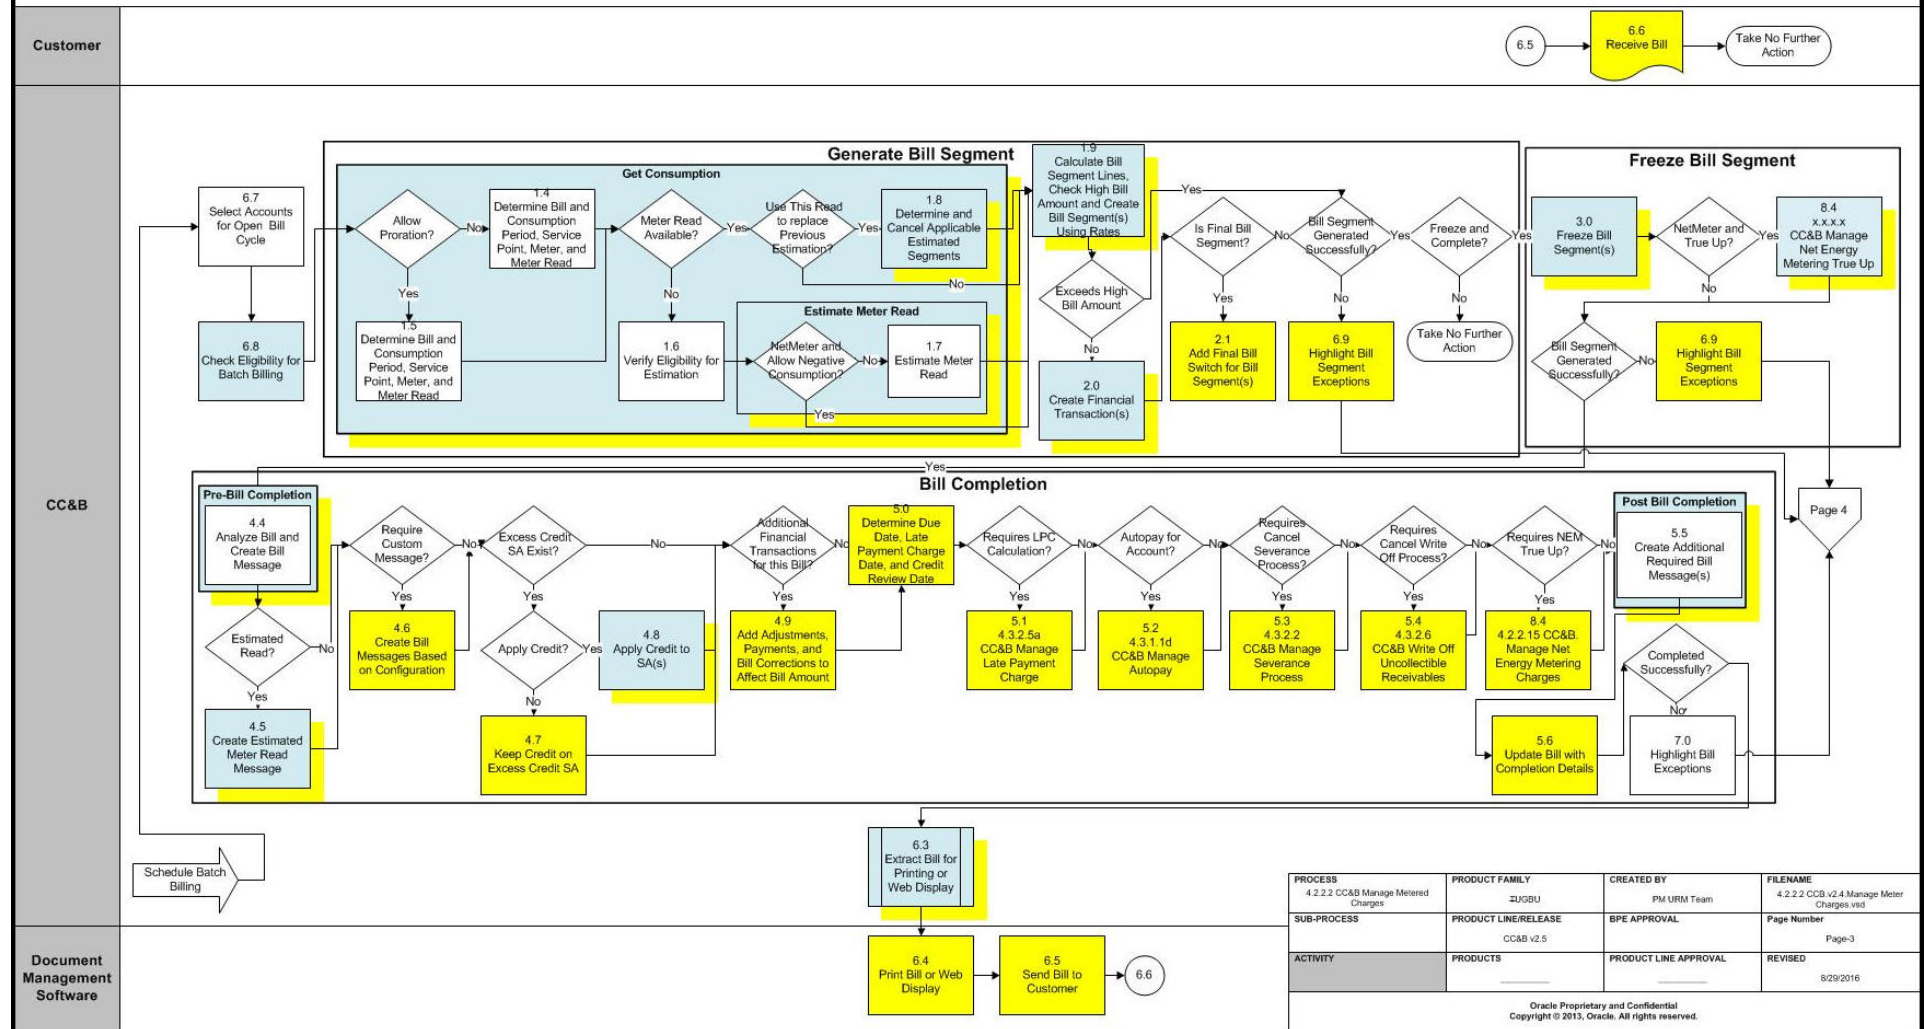 Customer
6.5
6.6
Receive Bill
Take No Further
Action
CC&B
6.7
Select Accounts
for Open Bill
Cycle
6.8
Check Eligibility for
Batch Billing
Generate Bill Segment
Get Consumption
Allow
Proration?
No
Yes
1.4
Determine Bill and
Consumption
Period, Service
Point, Meter, and
Meter Read
1.5
Determine Bill and
Consumption
Period, Service
Point, Meter, and
Meter Read
Meter Read
Available?
Yes
No
Use This Read
to replace
Previous
Estimation?
Yes
No
1.8
Determine and
Cancel Applicable
Estimated
Segments
1.6
Verify Eligibility for
Estimation
Estimate Meter Read
NetMeter and
Allow Negative
Consumption?
No
Yes
1.7
Estimate Meter
Read
1.9
Calculate Bill
Segment Lines,
Check High Bill
Amount and Create
Bill Segment(s)
Using Rates
Exceeds High
Bill Amount
Yes
No
2.0
Create Financial
Transaction(s)
Is Final Bill
Segment?
No
Yes
2.1
Add Final Bill
Switch for Bill
Segment(s)
Bill Segment
Generated
Successfully?
Yes
No
6.9
Highlight Bill
Segment
Exceptions
Freeze and
Complete?
Yes
No
Take No Further
Action
Freeze Bill Segment
3.0
Freeze Bill
Segment(s)
NetMeter and
True Up?
Yes
No
8.4
x.x.x.x
CC&B Manage
Net Energy
Metering True Up
Bill Segment
Generated
Successfully?
No
Yes
6.9
Highlight Bill
Segment
Exceptions
Page 4
Bill Completion
Pre-Bill Completion
4.4
Analyze Bill and
Create Bill
Message
Estimated
Read?
No
Yes
4.5
Create Estimated
Meter Read
Message
Require
Custom
Message?
No
Yes
4.6
Create Bill
Messages Based
on Configuration
Excess Credit
SA Exist?
No
Yes
Apply Credit?
Yes
No
4.8
Apply Credit to
SA(s)
4.7
Keep Credit on
Excess Credit SA
Additional
Financial
Transactions
for this Bill?
No
Yes
4.9
Add Adjustments,
Payments, and
Bill Corrections to
Affect Bill Amount
5.0
Determine Due
Date, Late
Payment Charge
Date, and Credit
Review Date
Requires LPC
Calculation?
No
Yes
5.1
4.3.2.5a
CC&B Manage
Late Payment
Charge
Autopay for
Account?
No
Yes
5.2
4.3.1.1d
CC&B Manage
Autopay
Requires
Cancel
Severance
Process?
No
Yes
5.3
4.3.2.2
CC&B Manage
Severance
Process
Requires
Cancel Write
Off Process?
No
Yes
5.4
4.3.2.6
CC&B Write Off
Uncollectible
Receivables
Requires NEM
True Up?
No
Yes
8.4
4.2.2.15 CC&B.
Manage Net
Energy Metering
Charges
Post Bill Completion
5.5
Create Additional
Required Bill
Message(s)
Completed
Successfully?
No
5.6
Update Bill with
Completion Details
7.0
Highlight Bill
Exceptions
Schedule Batch
Billing
6.3
Extract Bill for
Printing or
Web Display
Document
Management
Software
6.4
Print Bill or Web
Display
6.5
Send Bill to
Customer
6.6
PROCESS
4.2.2.2 CC&B Manage Metered
Charges
PRODUCT FAMILY
TUGBU
CREATED BY
PM URM Team
FILENAME
4.2.2.2 CCB.v2.4.Manage Meter
Charges.vsd
SUB-PROCESS
PRODUCT LINE/RELEASE
CC&B v2.5
BPE APPROVAL
Page Number
Page-3
ACTIVITY
PRODUCTS
PRODUCT LINE APPROVAL
REVISED
8/29/2016
Oracle Proprietary and Confidential
Copyright © 2013, Oracle. All rights reserved.